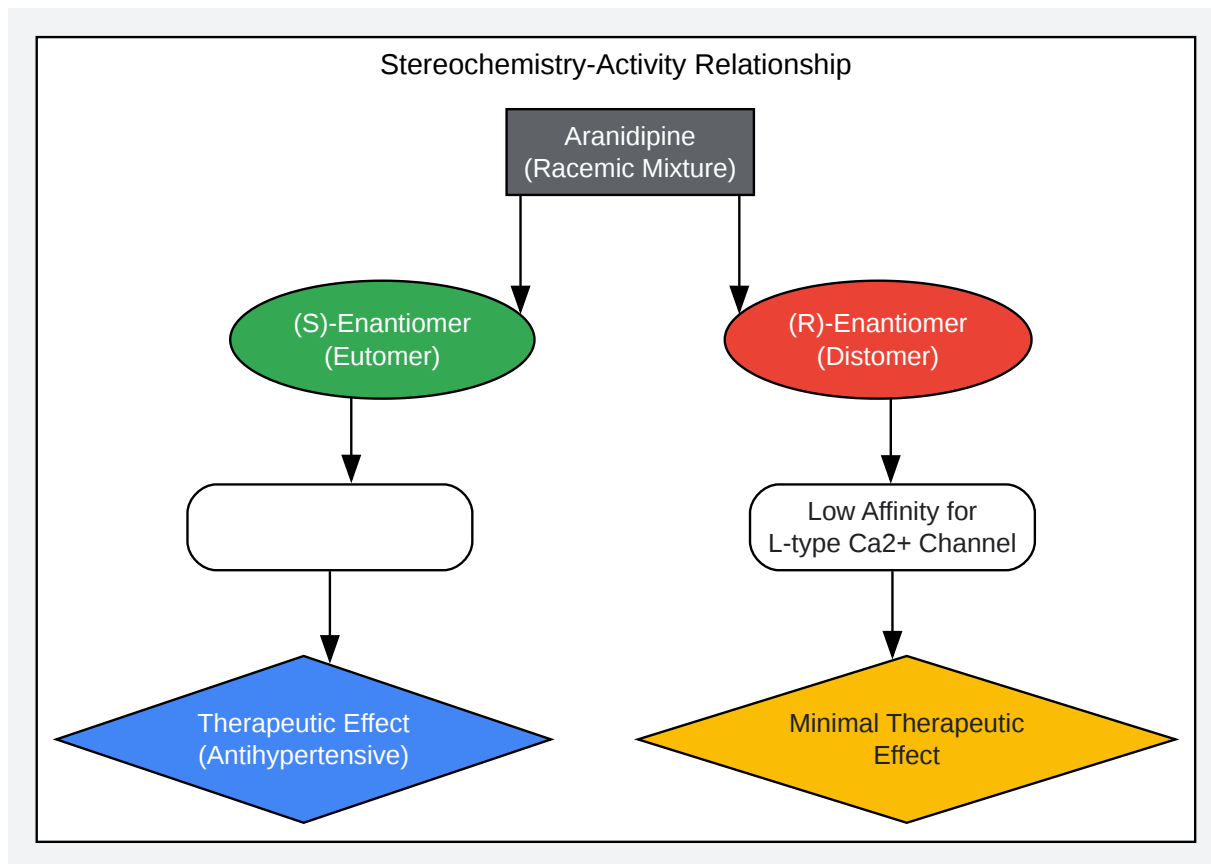 Stereochemistry-Activity Relationship
Aranidipine
(Racemic Mixture)
(S)-Enantiomer
(Eutomer)
(R)-Enantiomer
(Distomer)
Low Affinity for
L-type Ca2+ Channel
Therapeutic Effect
(Antihypertensive)
Minimal Therapeutic
Effect